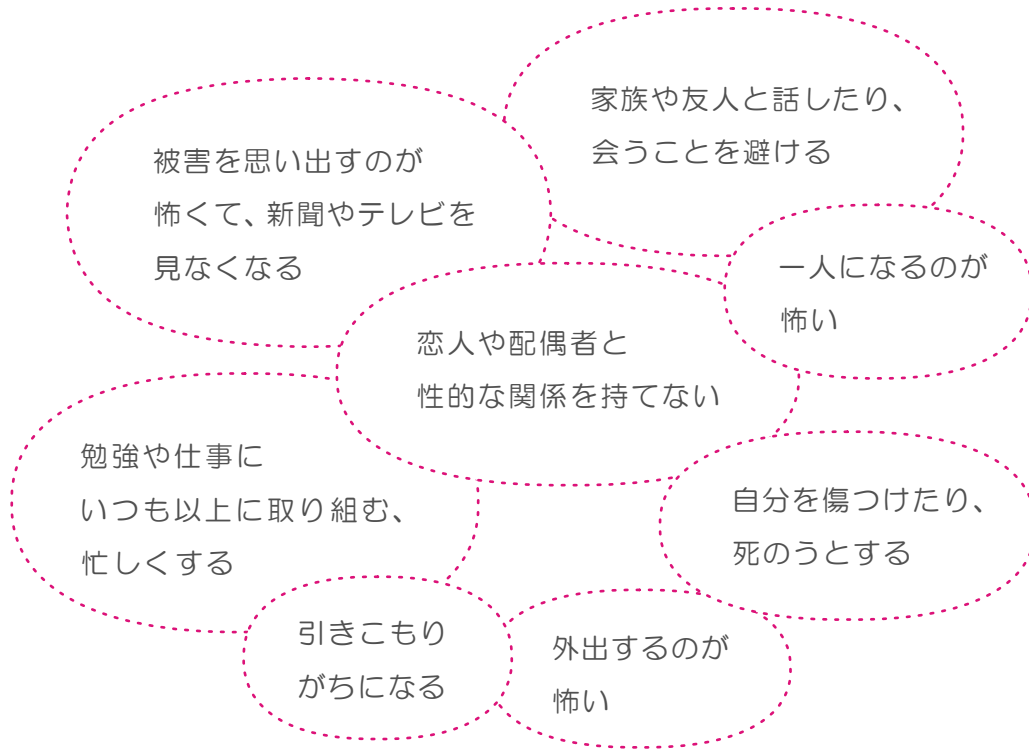 家族や友人と話したり、
会うことを避ける
被害を思い出すのが
怖くて、新聞やテレビを
見なくなる
一人になるのが
怖い
恋人や配偶者と
性的な関係を持てない
勉強や仕事に
いつも以上に取り組む、
忙しくする
自分を傷つけたり、
死のうとする
引きこもり
がちになる
外出するのが
怖い